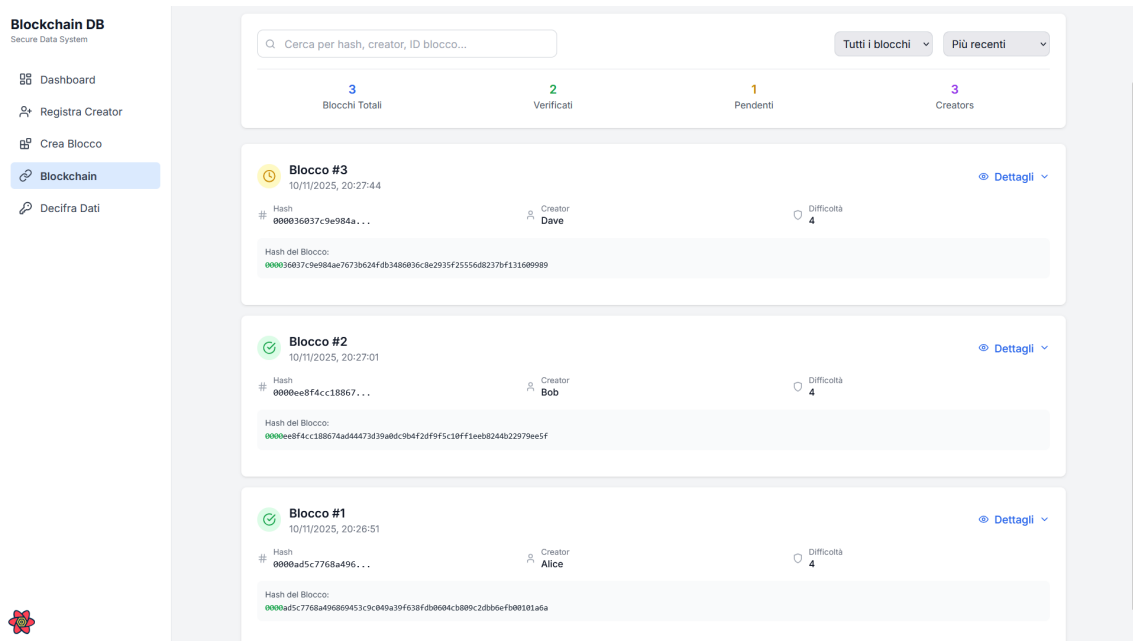 Blockchain DB
Secure Data System
Dashboard
Registra Creator
Crea Blocco
Blockchain
Decifra Dati
Cerca per hash, creator, ID blocco...
Tutti i blocchi
Più recenti
3
Blocchi Totali
2
Verificati
1
Pendenti
3
Creators
Blocco #3
10/11/2025, 20:27:44
Dettagli
Hash
000036037c9e984a...
Creator
Dave
Difficoltà
4
Hash del Blocco:
000036037c9e984ae7673b624fdb3486036c8e2935f25556d8237bf131609989
Blocco #2
10/11/2025, 20:27:01
Dettagli
Hash
0000ee8f4cc18867...
Creator
Bob
Difficoltà
4
Hash del Blocco:
0000ee8f4cc188674ad44473d39a0dc9b4f2df9f5c10ff1eeb8244b22979ee5f
Blocco #1
10/11/2025, 20:26:51
Dettagli
Hash
0000ad5c7768a496...
Creator
Alice
Difficoltà
4
Hash del Blocco:
0000ad5c7768a496869453c9c049a39f638fdb0604cb809c2dbb6efb00101a6a